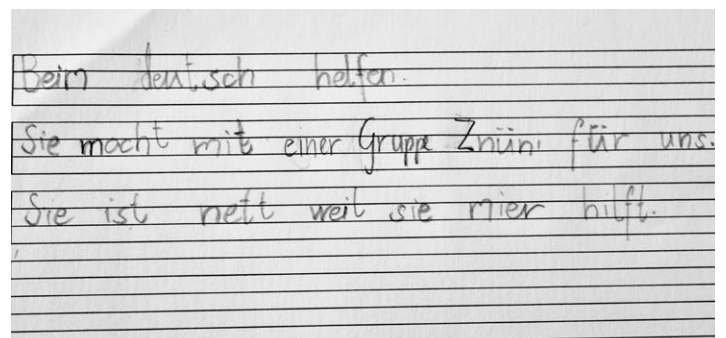 Beim deutsch helfen.
Sie macht mit einer Gruppe Znüni für uns.
Sie ist nett weil sie mier hilft.